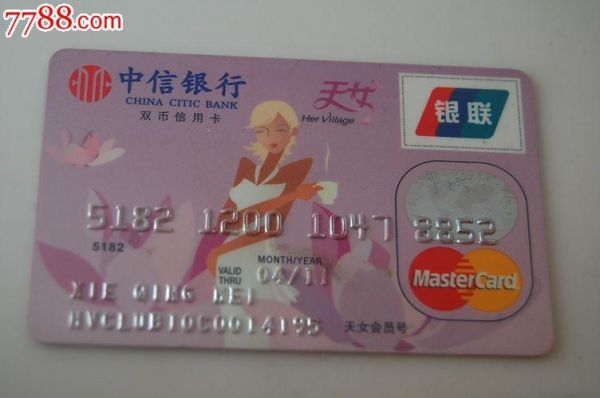 7788.com
中信银行
CHINA CITIC BANK
双币信用卡
天女
Her Village
银联
5182 1200 1047 8852
5182
MONTH/YEAR
VALID THRU 04/11
MasterCard
XIE QING LEI
天女会员号